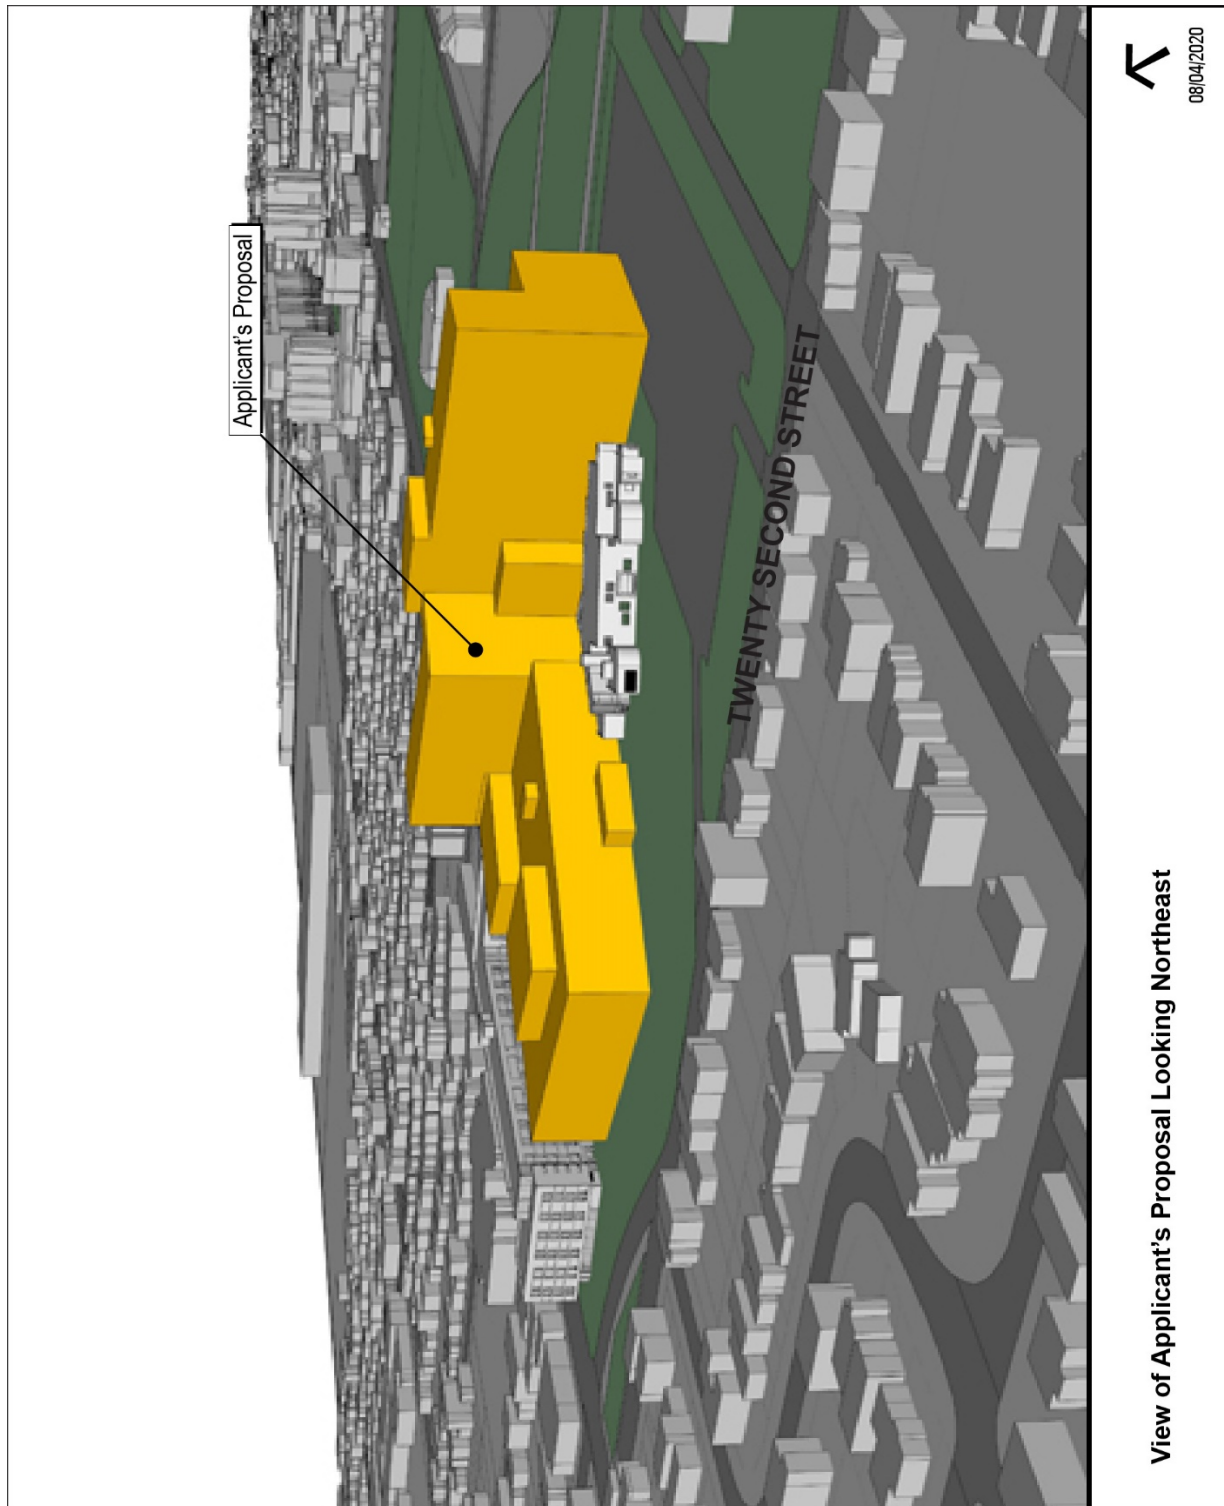 Applicant's Proposal
TWENTY SECOND STREET
View of Applicant's Proposal Looking Northeast
08/04/2020